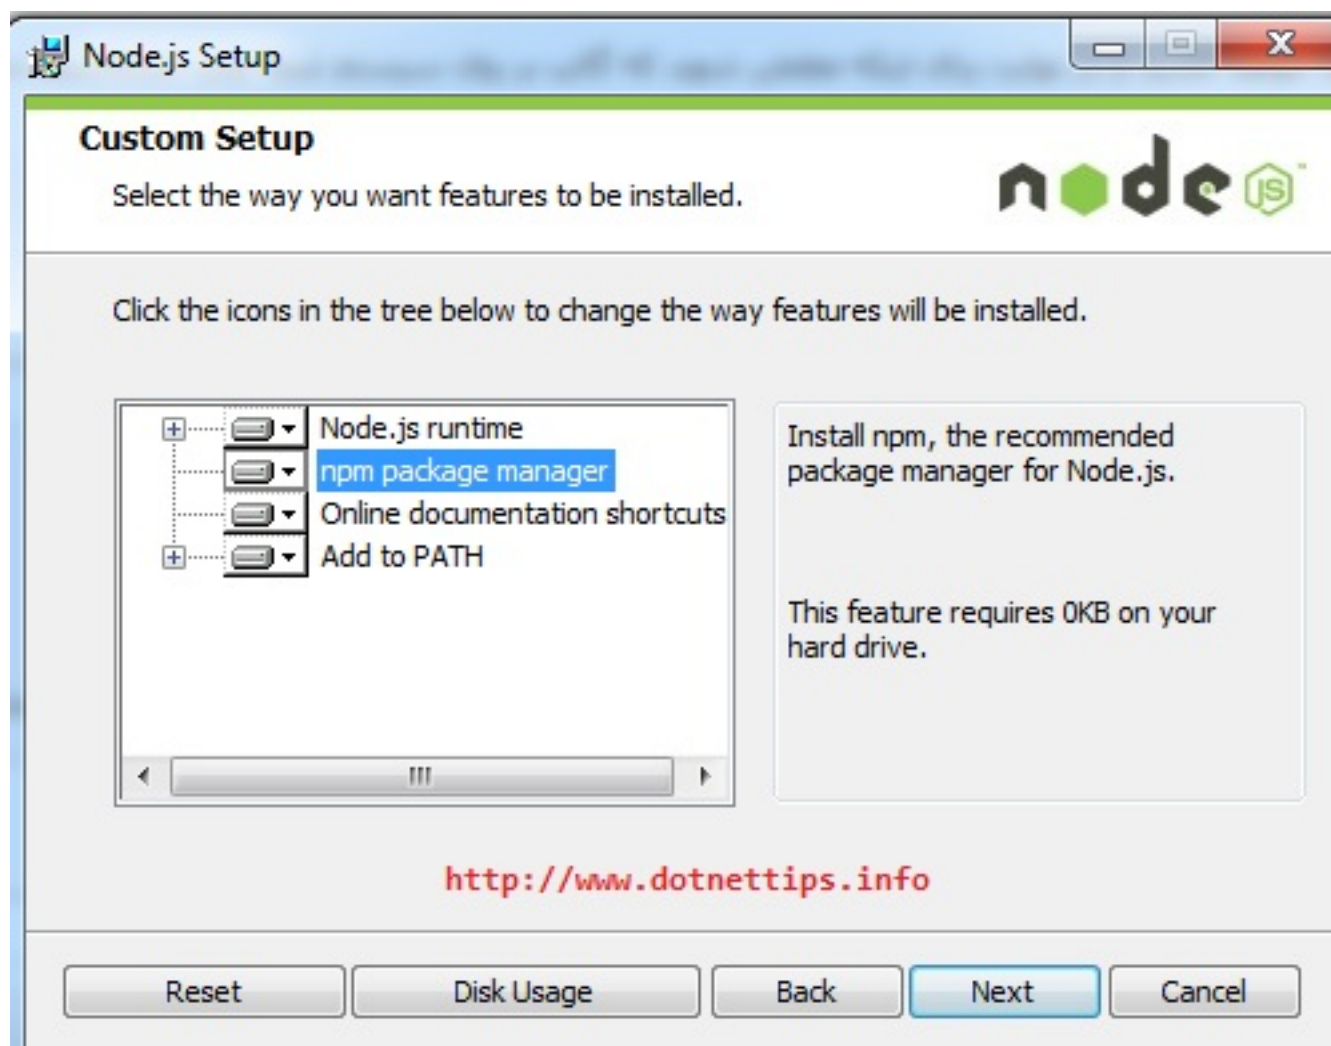 Node.js Setup
Custom Setup
Select the way you want features to be installed.
node JS
Click the icons in the tree below to change the way features will be installed.
Node.js runtime
npm package manager
Online documentation shortcuts
Add to PATH
Install npm, the recommended
package manager for Node.js.
This feature requires 0KB on your
hard drive.
http://www.dotnettips.info
Reset
Disk Usage
Back
Next
Cancel